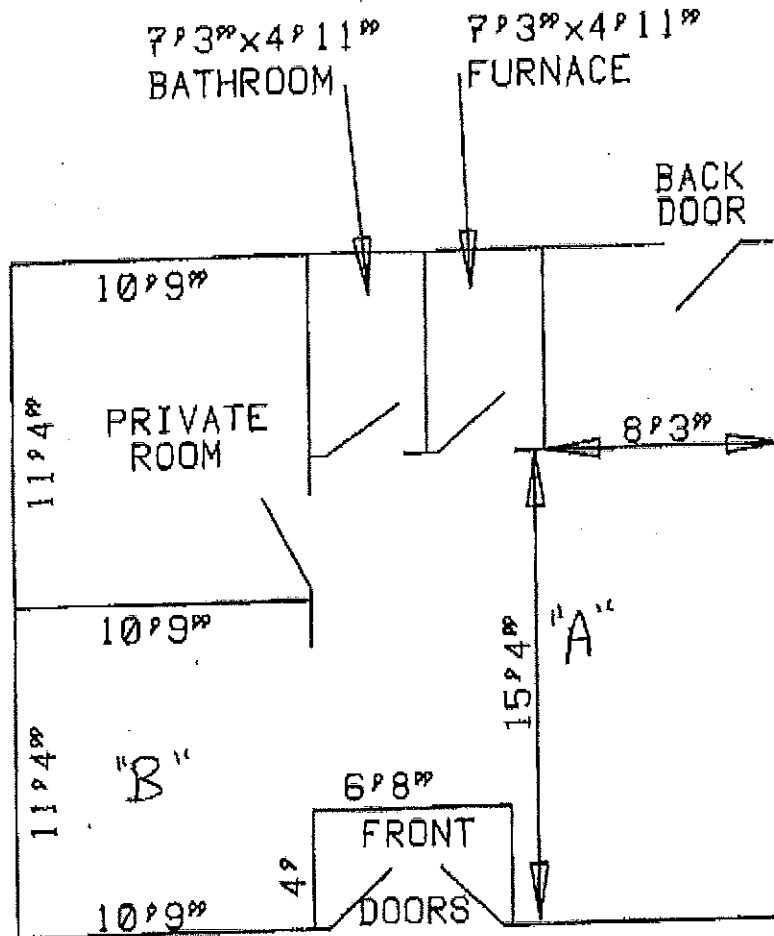 7'3"x4'11"
BATHROOM
7'3"x4'11"
FURNACE
BACK
DOOR
10'9"
11'4"
PRIVATE
ROOM
8'3"
10'9"
15'4"
"A"
11'4"
"B"
6'8"
FRONT
4'
DOORS
10'9"